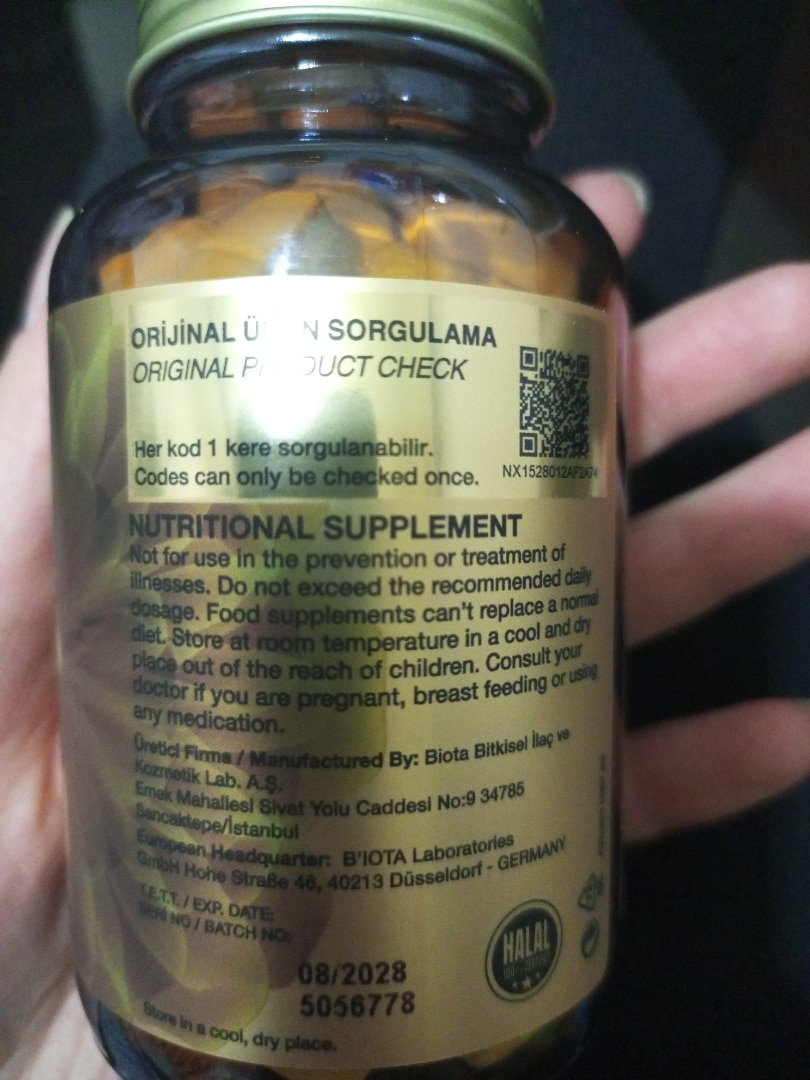 ORİJİNAL SORGULAMA
ORIGINAL CHECK
Her kod 1 kere sorgulanabilir.
Codes can only be checked once.
NX1528012AF2A74
NUTRITIONAL SUPPLEMENT
Not for use in the prevention or treatment of
illnesses. Do not exceed the recommended daily
dosage. Food supplements can't replace a normal
diet. Store at room temperature in a cool and dry
place out of the reach of children. Consult your
doctor if you are pregnant, breast feeding or using
any medication.
Üretici Firma / Manufactured By: Biota Bitkisel İlaç ve
Kozmetik Lab. A.Ş.
Emek Mahallesi Sivat Yolu Caddesi No:9 34785
Sancaktepe/İstanbul
European Headquarter: B'IOTA Laboratories
GmbH Hohe Straße 46, 40213 Düsseldorf - GERMANY
T.E.T.T. / EXP. DATE:
SERİ NO / BATCH NO:
08/2028
5056778
HALAL
Store in a cool, dry place.